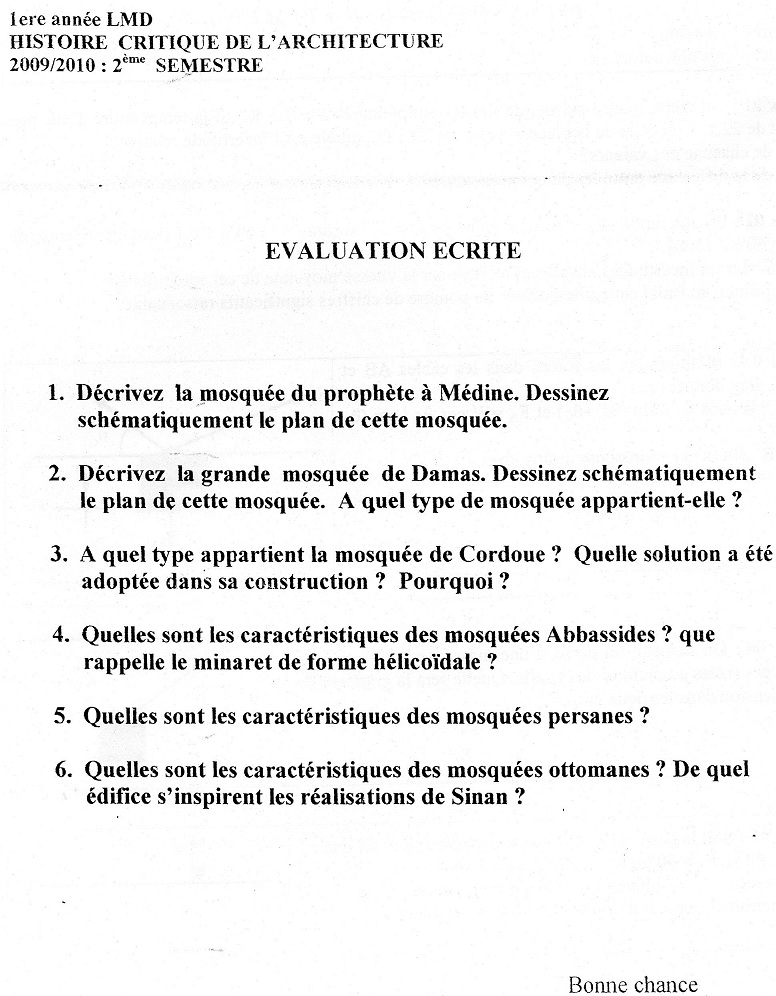 1ere année LMD
HISTOIRE CRITIQUE DE L'ARCHITECTURE
2009/2010 : 2ème SEMESTRE
EVALUATION ECRITE
1. Décrivez la mosquée du prophète à Médine. Dessinez
schématiquement le plan de cette mosquée.
2. Décrivez la grande mosquée de Damas. Dessinez schématiquement
le plan de cette mosquée. A quel type de mosquée appartient-elle ?
3. A quel type appartient la mosquée de Cordoue ? Quelle solution a été
adoptée dans sa construction ? Pourquoi ?
4. Quelles sont les caractéristiques des mosquées Abbassides ? que
rappelle le minaret de forme hélicoïdale ?
5. Quelles sont les caractéristiques des mosquées persanes ?
6. Quelles sont les caractéristiques des mosquées ottomanes ? De quel
édifice s'inspirent les réalisations de Sinan ?
Bonne chance